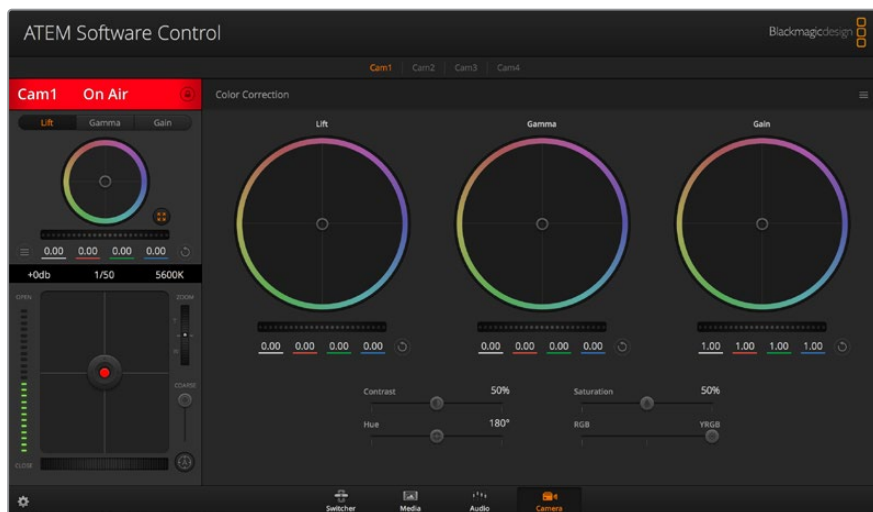 ATEM Software Control
Blackmagicdesign
Cam1 Cam2 Cam3 Cam4
Cam1 On Air
Color Correction
Lift Gamma Gain
Lift Gamma Gain
0.00 0.00 0.00 0.00
+0db 1/50 5600K
OPEN
ZOOM
T
W
COARSE
CLOSE
A
0.00 0.00 0.00 0.00
0.00 0.00 0.00 0.00
1.00 1.00 1.00 1.00
Contrast 50%
Saturation 50%
Hue 180°
RGB YRGB
Switcher Media Audio Camera